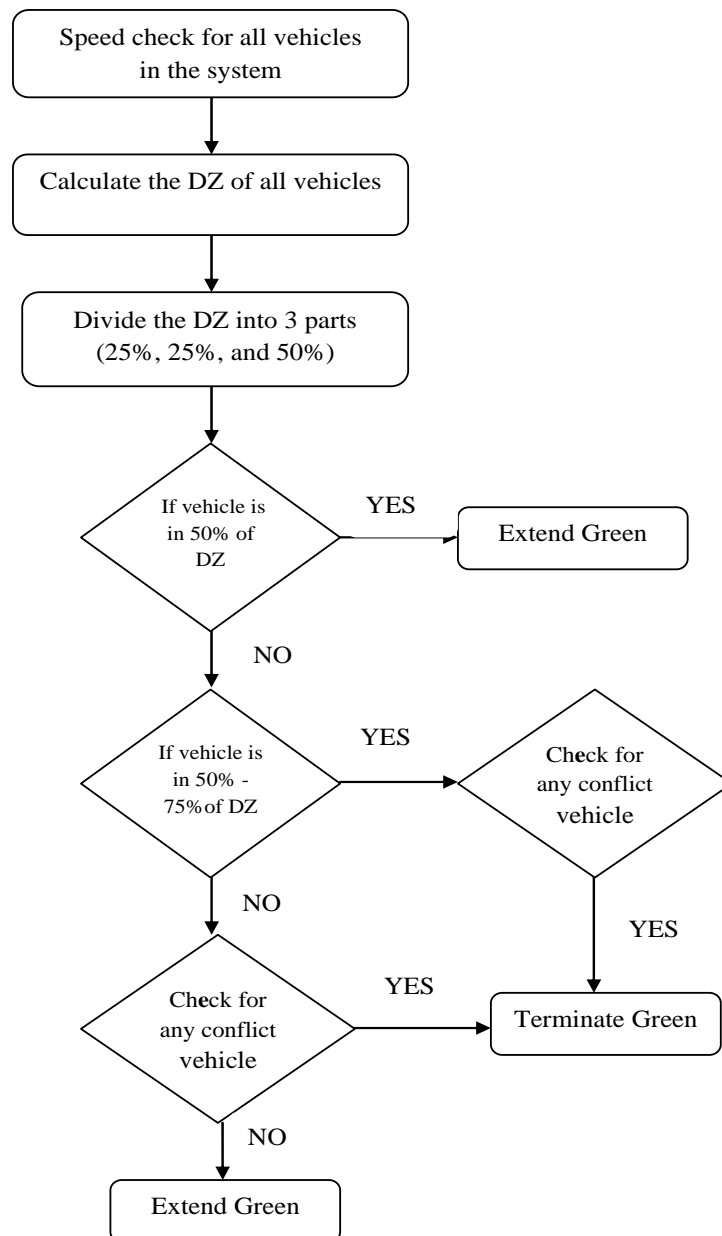 Speed check for all vehicles
in the system
Calculate the DZ of all vehicles
Divide the DZ into 3 parts
(25%, 25%, and 50%)
If vehicle is
in 50% of
DZ
YES
Extend Green
NO
If vehicle is
in 50% -
75%of DZ
YES
Check for
any conflict
vehicle
NO
YES
Check for
any conflict
vehicle
YES
Terminate Green
NO
Extend Green